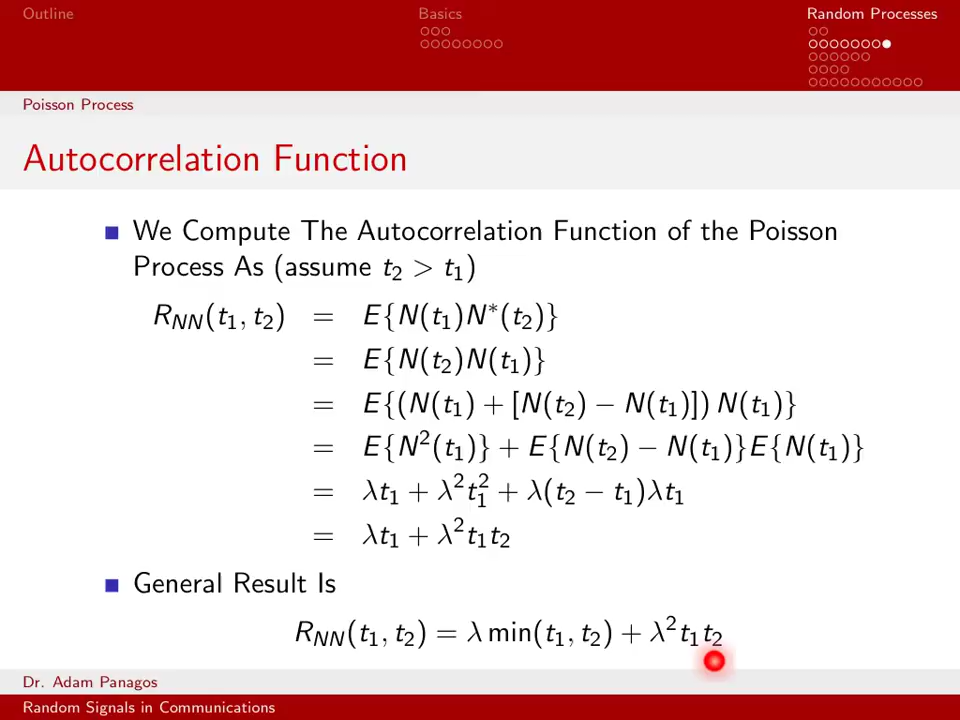 Outline
Basics
Random Processes
Poisson Process
Autocorrelation Function
We Compute The Autocorrelation Function of the Poisson
Process As (assume t₂ > t₁)
R_NN(t₁, t₂) = E{N(t₁)N*(t₂)}
= E{N(t₂)N(t₁)}
= E{(N(t₁) + [N(t₂) − N(t₁)]) N(t₁)}
= E{N²(t₁)} + E{N(t₂) − N(t₁)}E{N(t₁)}
= λt₁ + λ²t₁² + λ(t₂ − t₁)λt₁
= λt₁ + λ²t₁t₂
General Result Is
R_NN(t₁, t₂) = λ min(t₁, t₂) + λ²t₁t₂
Dr. Adam Panagos
Random Signals in Communications